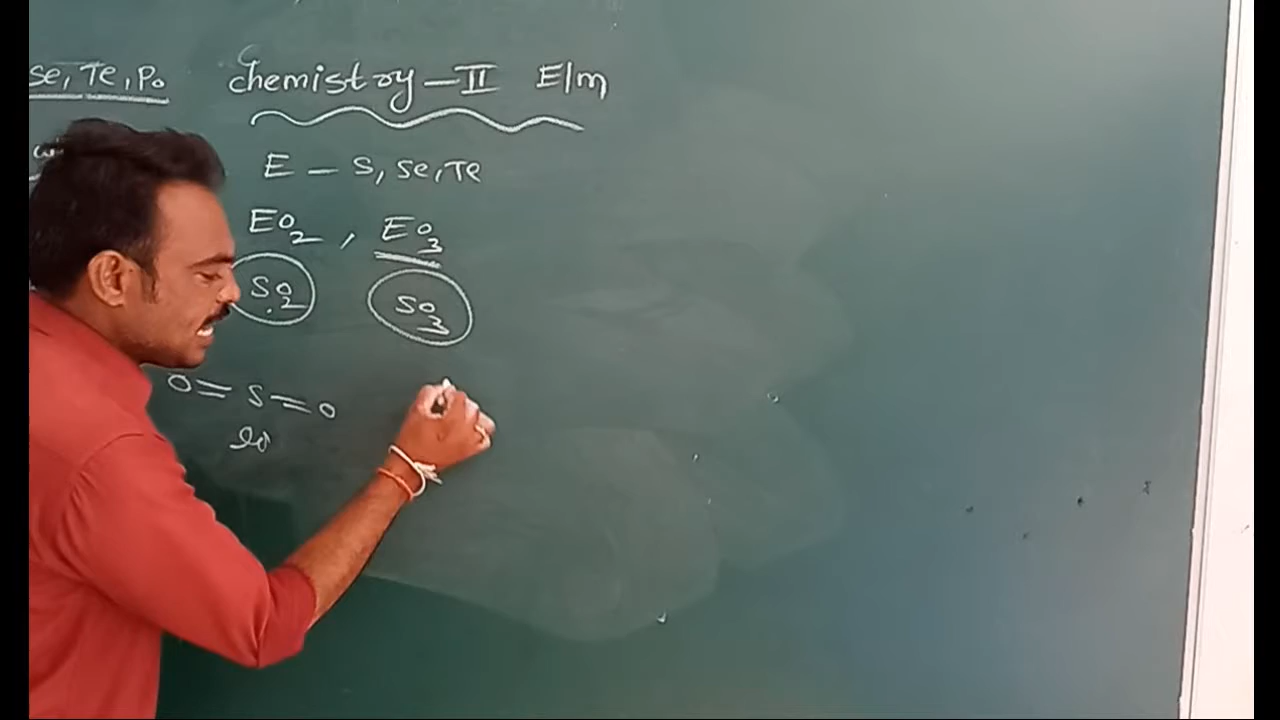 Se, Te, Po chemistry-II E/m
E - S, Se, Te
EO2, EO3
SO2 SO3
O=S=O